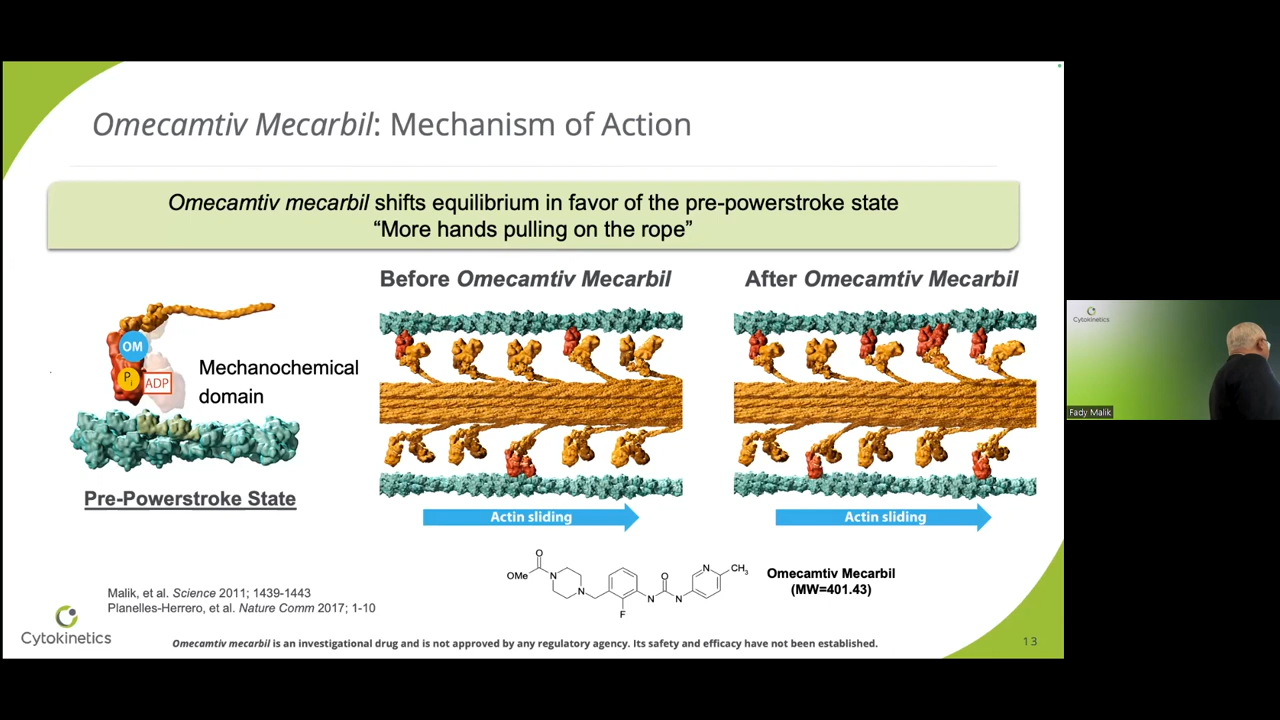 Omecamtiv Mecarbil: Mechanism of Action
Omecamtiv mecarbil shifts equilibrium in favor of the pre-powerstroke state
“More hands pulling on the rope”
Before Omecamtiv Mecarbil
After Omecamtiv Mecarbil
OM
Pi
ADP
Mechanochemical
domain
Pre-Powerstroke State
Actin sliding
Actin sliding
O
OMe
N
N
F
N
O
N
N
CH3
Omecamtiv Mecarbil
(MW=401.43)
Malik, et al. Science 2011; 1439-1443
Planelles-Herrero, et al. Nature Comm 2017; 1-10
Cytokinetics
Omecamtiv mecarbil is an investigational drug and is not approved by any regulatory agency. Its safety and efficacy have not been established.
13
Cytokinetics
Fady Malik